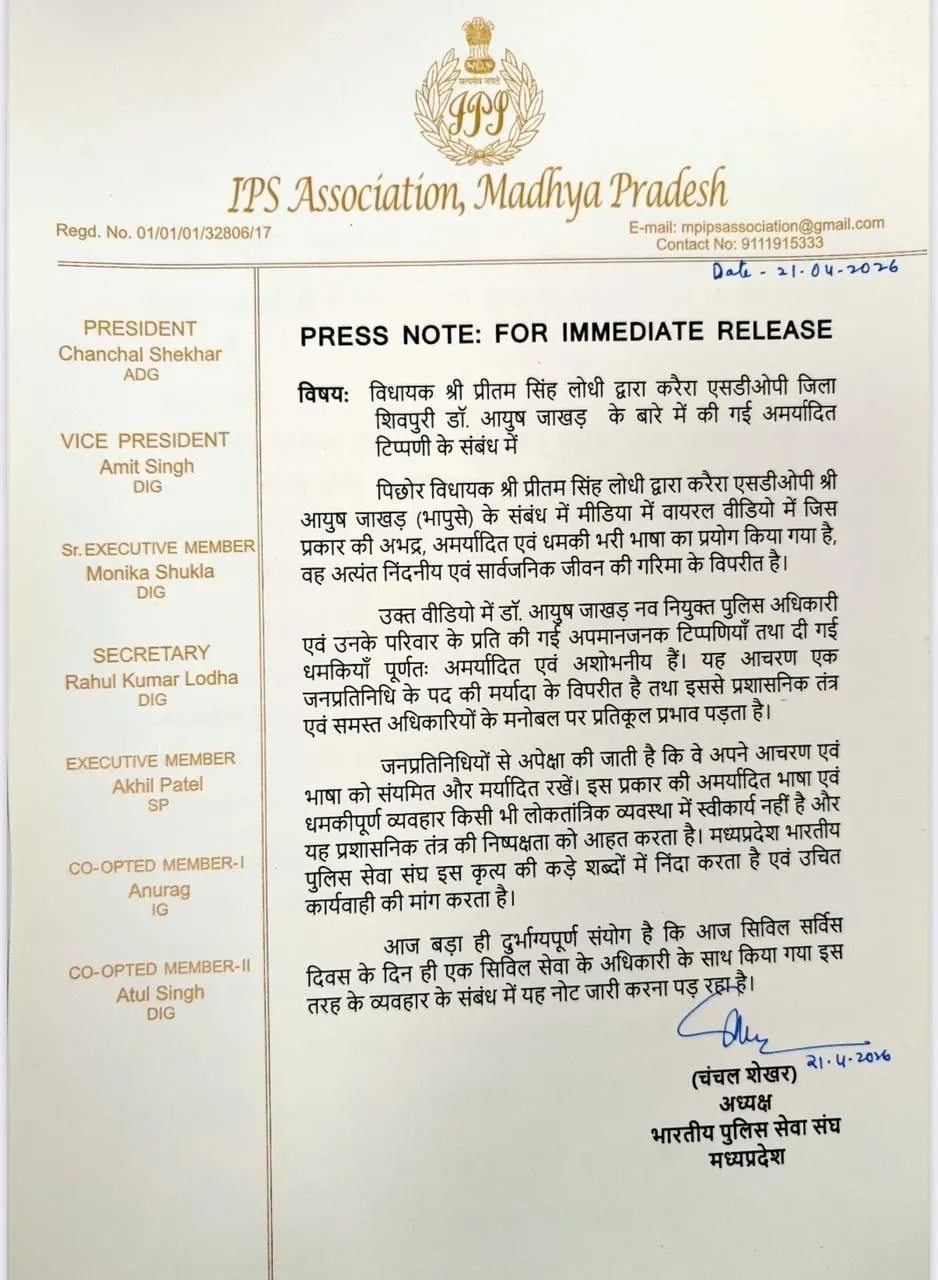 सत्यमेव जयते
IPS
IPS Association, Madhya Pradesh
Regd. No. 01/01/01/32806/17
E-mail: mpipsassociation@gmail.com
Contact No: 9111915333
Date - 21-04-2026
PRESIDENT
Chanchal Shekhar
ADG
VICE PRESIDENT
Amit Singh
DIG
Sr.EXECUTIVE MEMBER
Monika Shukla
DIG
SECRETARY
Rahul Kumar Lodha
DIG
EXECUTIVE MEMBER
Akhil Patel
SP
CO-OPTED MEMBER-I
Anurag
IG
CO-OPTED MEMBER-II
Atul Singh
DIG
PRESS NOTE: FOR IMMEDIATE RELEASE
विषय: विधायक श्री प्रीतम सिंह लोधी द्वारा करैरा एसडीओपी जिला
शिवपुरी डॉ. आयुष जाखड़ के बारे में की गई अमर्यादित
टिप्पणी के संबंध में
पिछोर विधायक श्री प्रीतम सिंह लोधी द्वारा करैरा एसडीओपी श्री
आयुष जाखड़ (भापुसे) के संबंध में मीडिया में वायरल वीडियो में जिस
प्रकार की अभद्र, अमर्यादित एवं धमकी भरी भाषा का प्रयोग किया गया है,
वह अत्यंत निंदनीय एवं सार्वजनिक जीवन की गरिमा के विपरीत है।
उक्त वीडियो में डॉ. आयुष जाखड़ नव नियुक्त पुलिस अधिकारी
एवं उनके परिवार के प्रति की गई अपमानजनक टिप्पणियाँ तथा दी गई
धमकियाँ पूर्णतः अमर्यादित एवं अशोभनीय हैं। यह आचरण एक
जनप्रतिनिधि के पद की मर्यादा के विपरीत है तथा इससे प्रशासनिक तंत्र
एवं समस्त अधिकारियों के मनोबल पर प्रतिकूल प्रभाव पड़ता है।
जनप्रतिनिधियों से अपेक्षा की जाती है कि वे अपने आचरण एवं
भाषा को संयमित और मर्यादित रखें। इस प्रकार की अमर्यादित भाषा एवं
धमकीपूर्ण व्यवहार किसी भी लोकतांत्रिक व्यवस्था में स्वीकार्य नहीं है और
यह प्रशासनिक तंत्र की निष्पक्षता को आहत करता है। मध्यप्रदेश भारतीय
पुलिस सेवा संघ इस कृत्य की कड़े शब्दों में निंदा करता है एवं उचित
कार्यवाही की मांग करता है।
आज बड़ा ही दुर्भाग्यपूर्ण संयोग है कि आज सिविल सर्विस
दिवस के दिन ही एक सिविल सेवा के अधिकारी के साथ किया गया इस
तरह के व्यवहार के संबंध में यह नोट जारी करना पड़ रहा है।
21-4-2026
(चंचल शेखर)
अध्यक्ष
भारतीय पुलिस सेवा संघ
मध्यप्रदेश